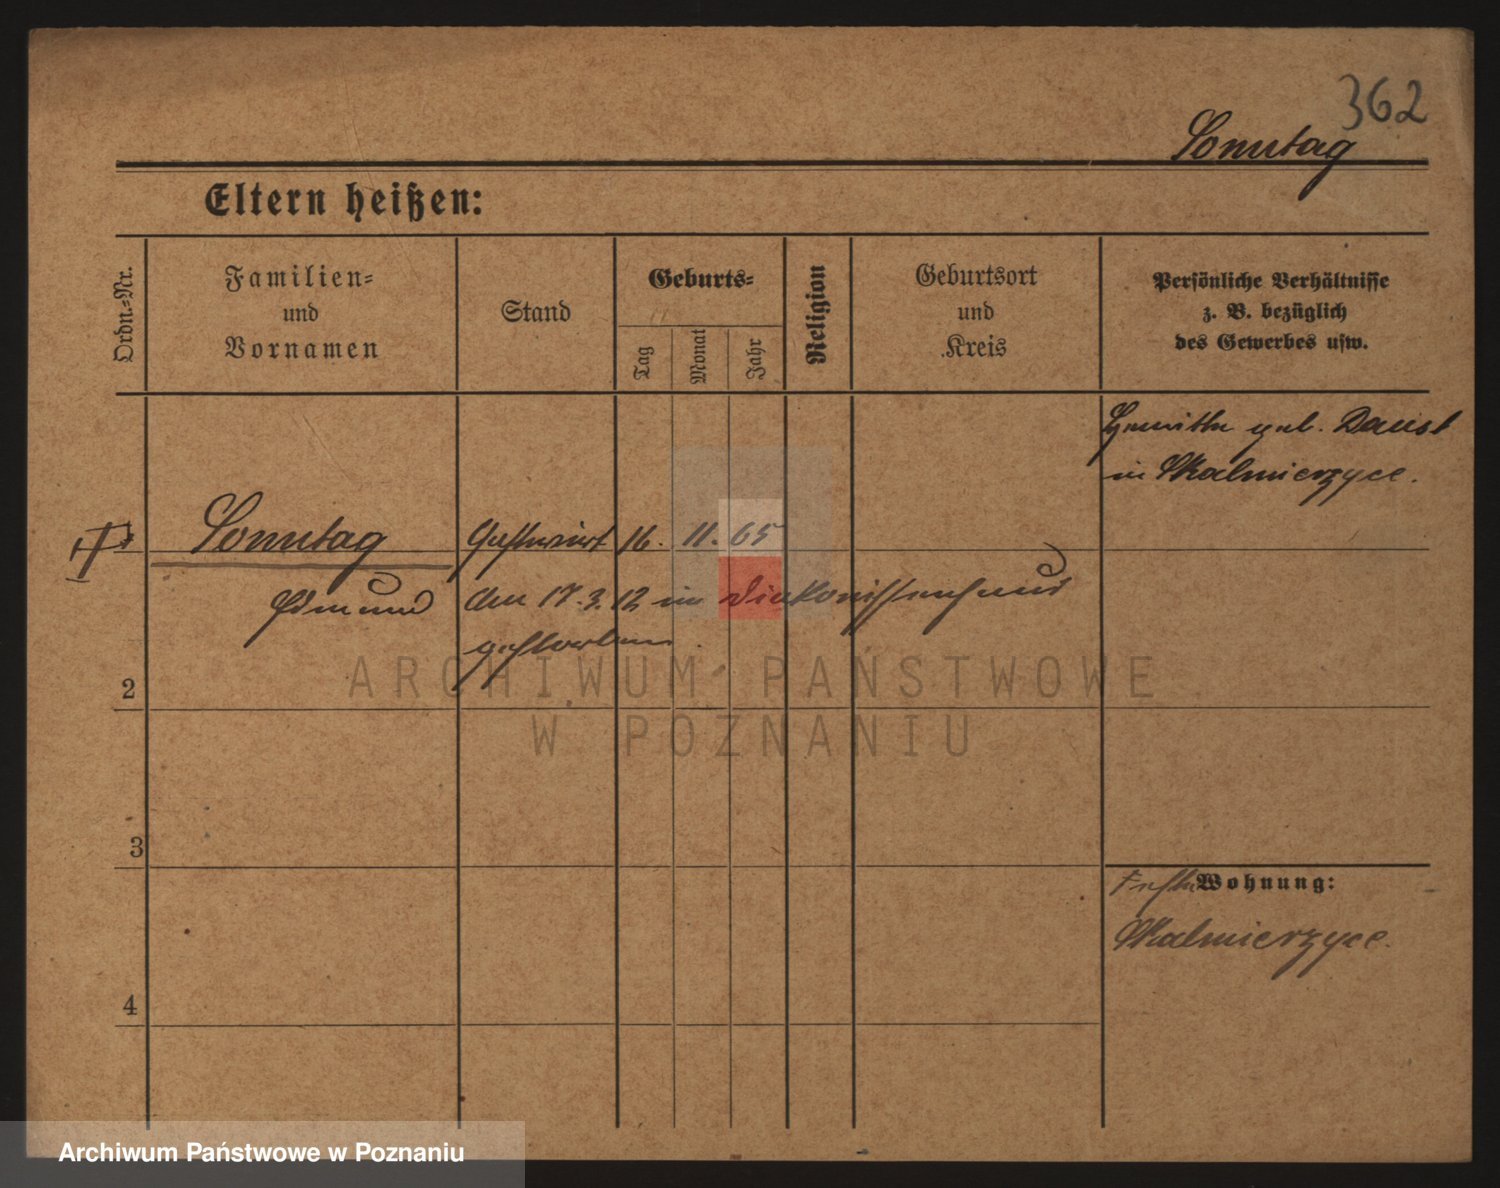 362
Sonntag
Eltern heißen:
Ordn.-Nr.
Familien-
und
Vornamen
Stand
Geburts-
Tag
Monat
Jahr
Religion
Geburtsort
und
Kreis
Persönliche Verhältnisse
z. B. bezüglich
des Gewerbes usw.
geb. Daust
in Skalmierzyce.
Sonntag Gastwirt 16. 11. 65
Edmund am 17.3.12 im Diakonissenhaus
gestorben.
2
3
4
Wohnung:
Skalmierzyce.
ARCHIWUM PAŃSTWOWE
W POZNANIU
Archiwum Państwowe w Poznaniu